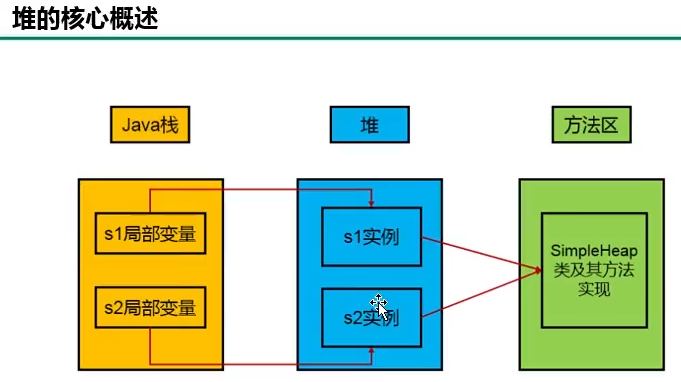 堆的核心概述
Java栈
堆
方法区
s1局部变量
s1实例
s2局部变量
s2实例
SimpleHeap
类及其方法
实现